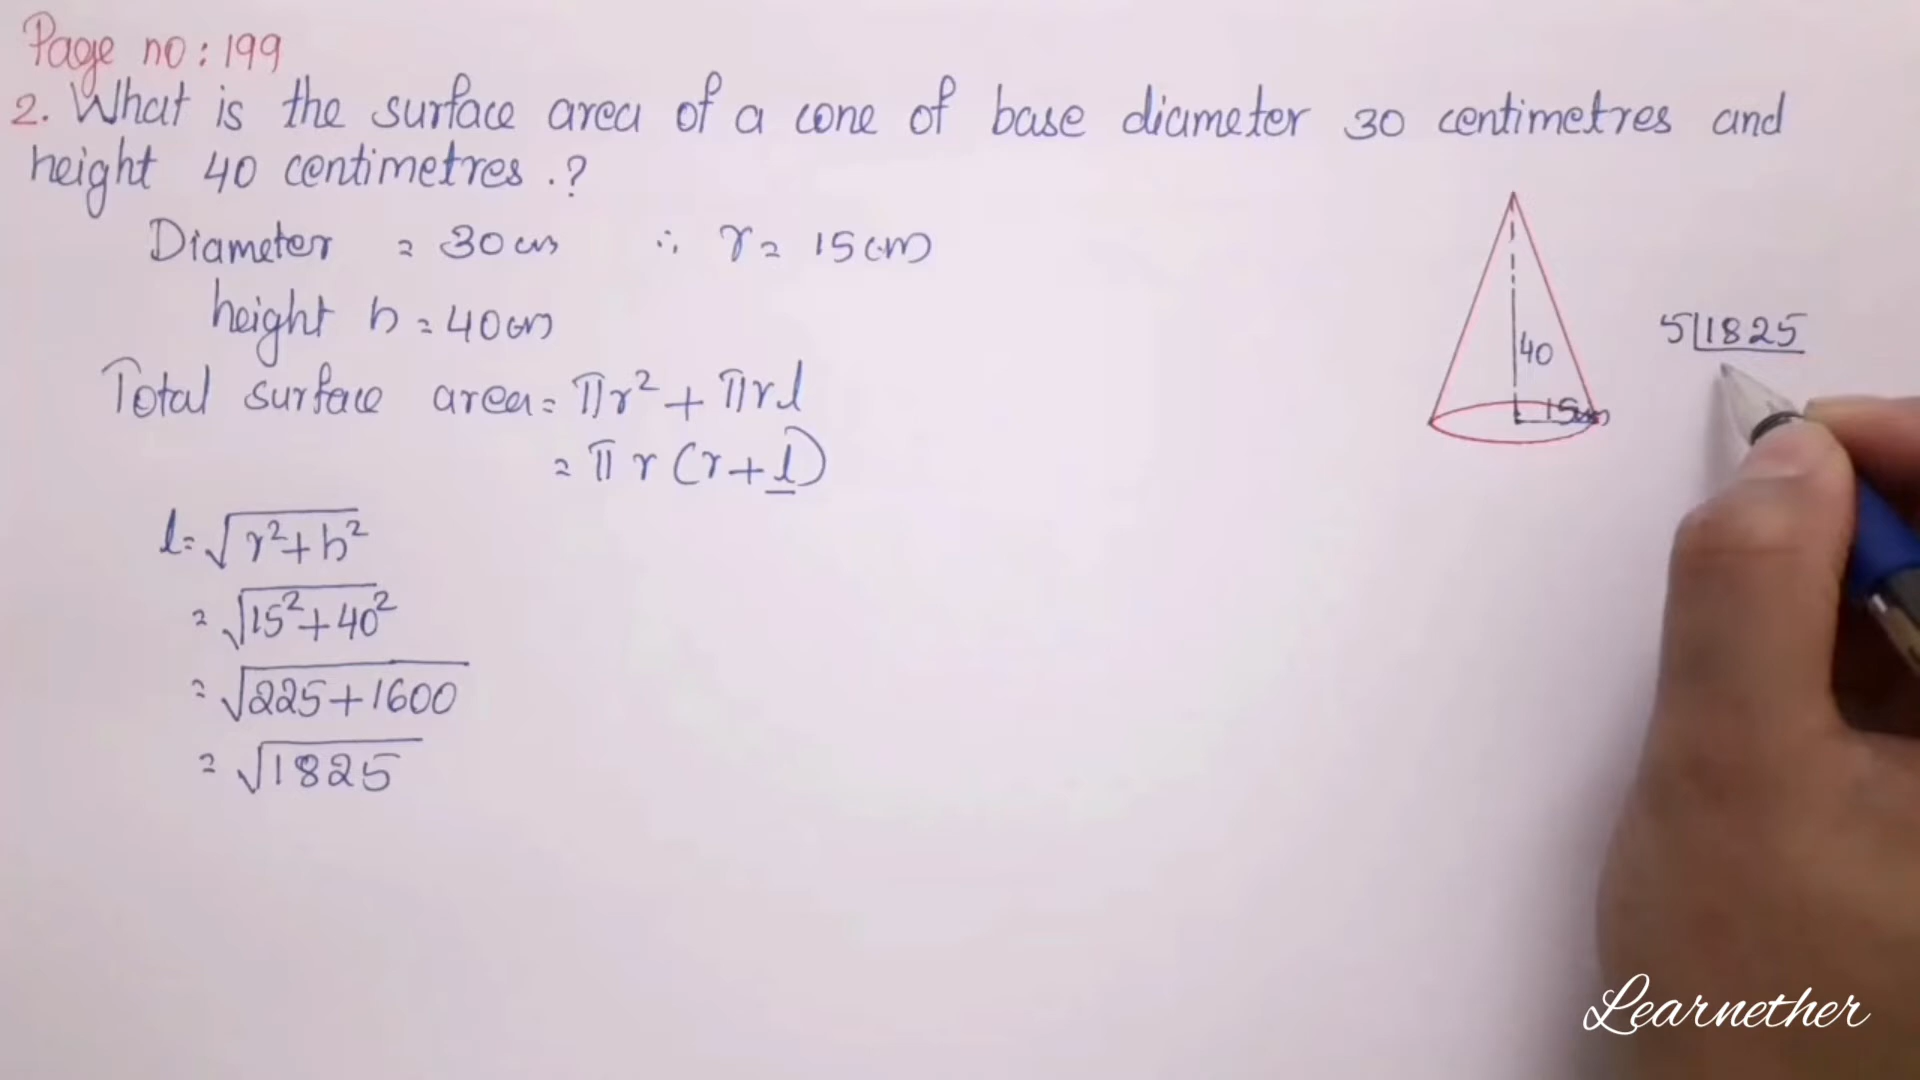 Page no: 199
2. What is the surface area of a cone of base diameter 30 centimetres and
height 40 centimetres.?
Diameter = 30cm ∴ r = 15cm
height h = 40cm
Total surface area = πr² + πrl
= πr(r+l)
l = √r²+h²
= √15²+40²
= √225+1600
= √1825
40
15cm
5|1825
Learnether